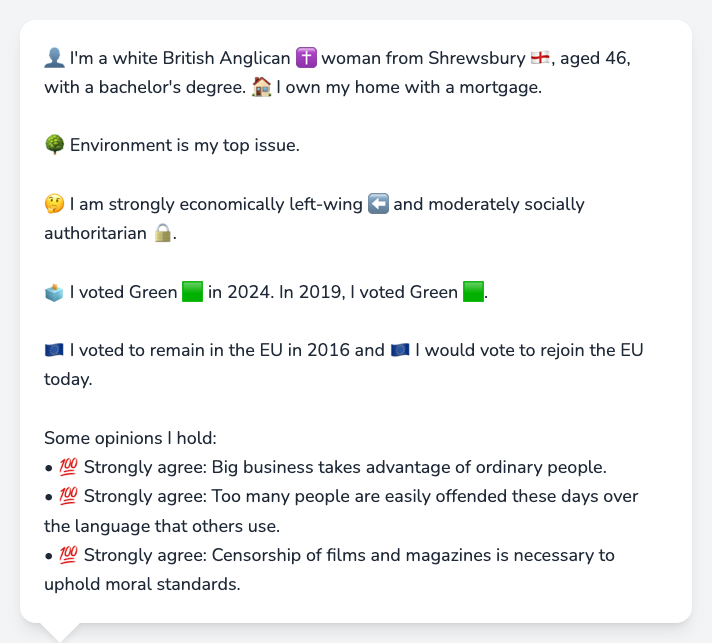 👤 I'm a white British Anglican ✝️ woman from Shrewsbury 🏴󠁧󠁢󠁥󠁮󠁧󠁿, aged 46,
with a bachelor's degree. 🏠 I own my home with a mortgage.
🌳 Environment is my top issue.
🤔 I am strongly economically left-wing ⬅️ and moderately socially
authoritarian 🔒.
🗳️ I voted Green 🟩 in 2024. In 2019, I voted Green 🟩.
🇪🇺 I voted to remain in the EU in 2016 and 🇪🇺 I would vote to rejoin the EU
today.
Some opinions I hold:
• 💯 Strongly agree: Big business takes advantage of ordinary people.
• 💯 Strongly agree: Too many people are easily offended these days over
the language that others use.
• 💯 Strongly agree: Censorship of films and magazines is necessary to
uphold moral standards.